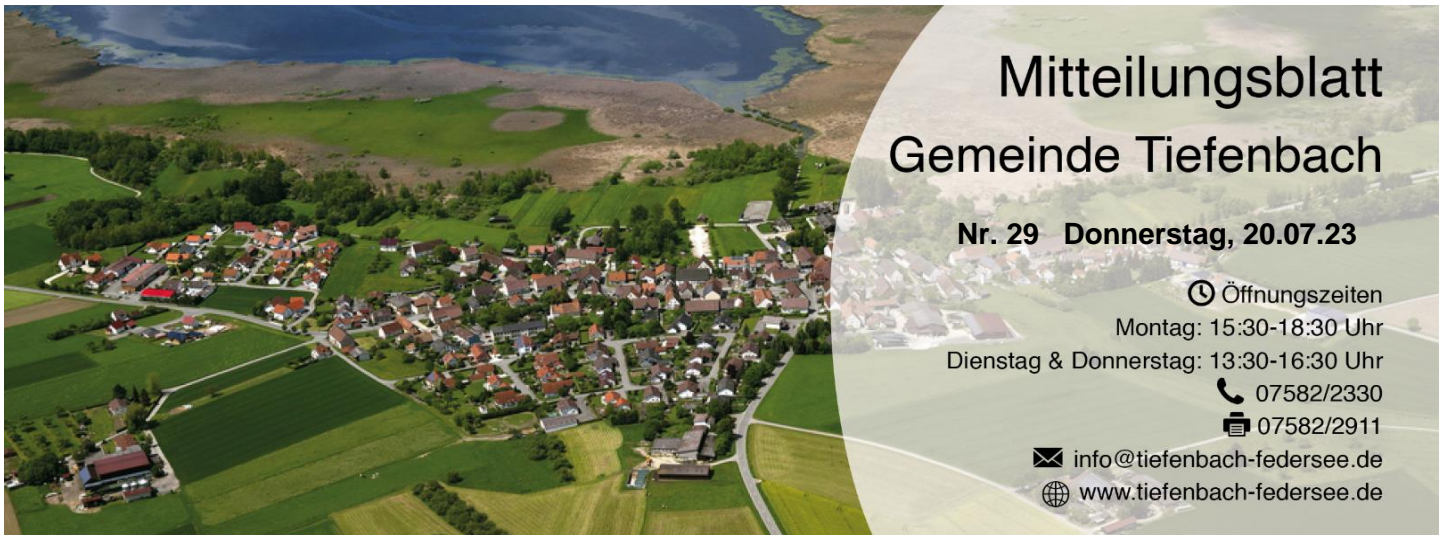 Mitteilungsblatt
Gemeinde Tiefenbach
Nr. 29 Donnerstag, 20.07.23
Öffnungszeiten
Montag: 15:30-18:30 Uhr
Dienstag & Donnerstag: 13:30-16:30 Uhr
07582/2330
07582/2911
info@tiefenbach-federsee.de
www.tiefenbach-federsee.de